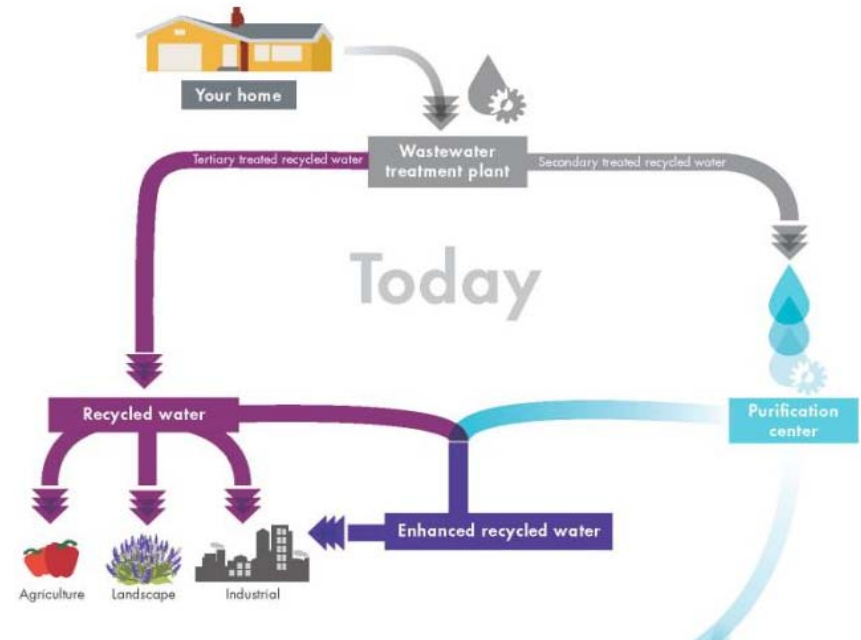 Your home
Wastewater
treatment plant
Tertiary treated recycled water
Secondary treated recycled water
Today
Recycled water
Purification
center
Enhanced recycled water
Agriculture
Landscape
Industrial